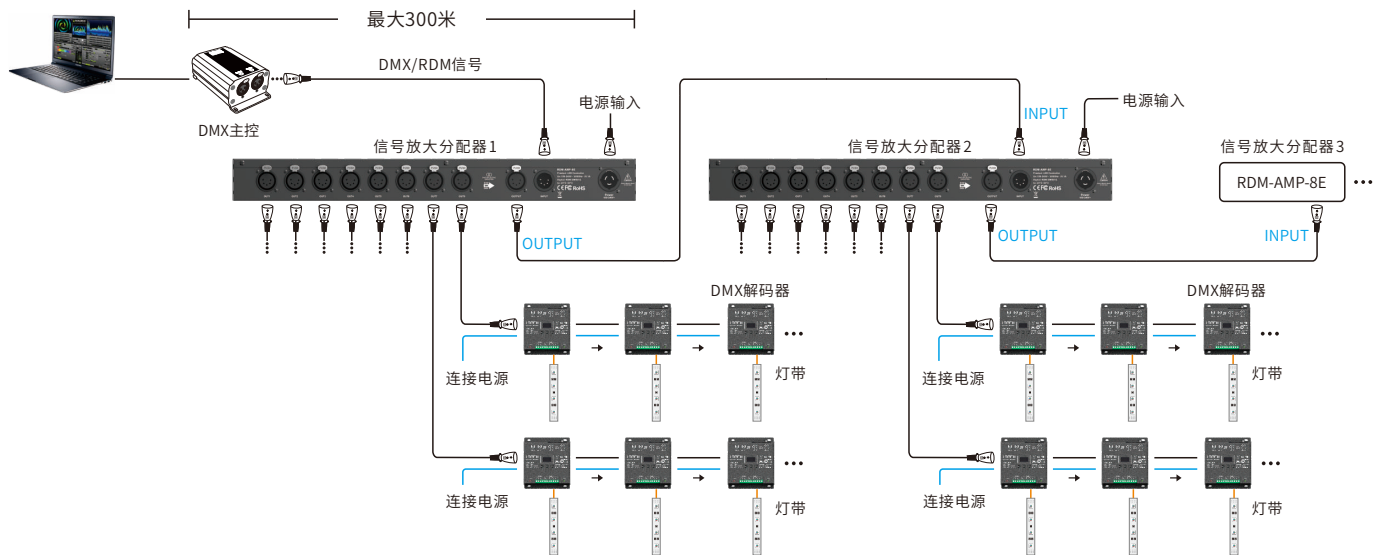 最大300米
DMX/RDM信号
DMX主控
电源输入
信号放大分配器1
OUTPUT
INPUT
电源输入
信号放大分配器2
OUTPUT
信号放大分配器3
RDM-AMP-8E
INPUT
DMX解码器
连接电源
灯带
连接电源
灯带
DMX解码器
连接电源
灯带
连接电源
灯带